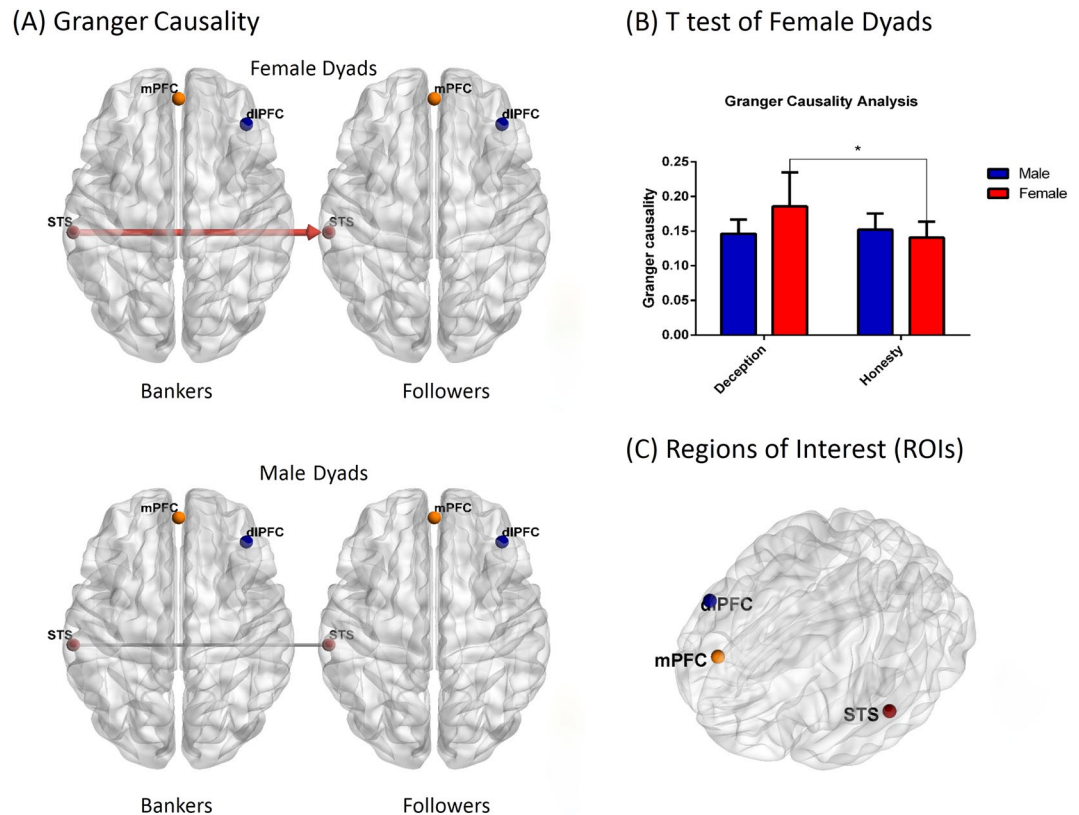 (A) Granger Causality
Female Dyads
mPFC
dlPFC
STS
mPFC
dlPFC
STS
Bankers
Followers
Male Dyads
mPFC
dlPFC
STS
mPFC
dlPFC
STS
Bankers
Followers
(B) T test of Female Dyads
Granger Causality Analysis
Granger causality
0.25
0.20
0.15
0.10
0.05
0.00
*
Deception
Honesty
Male
Female
(C) Regions of Interest (ROIs)
dlPFC
mPFC
STS